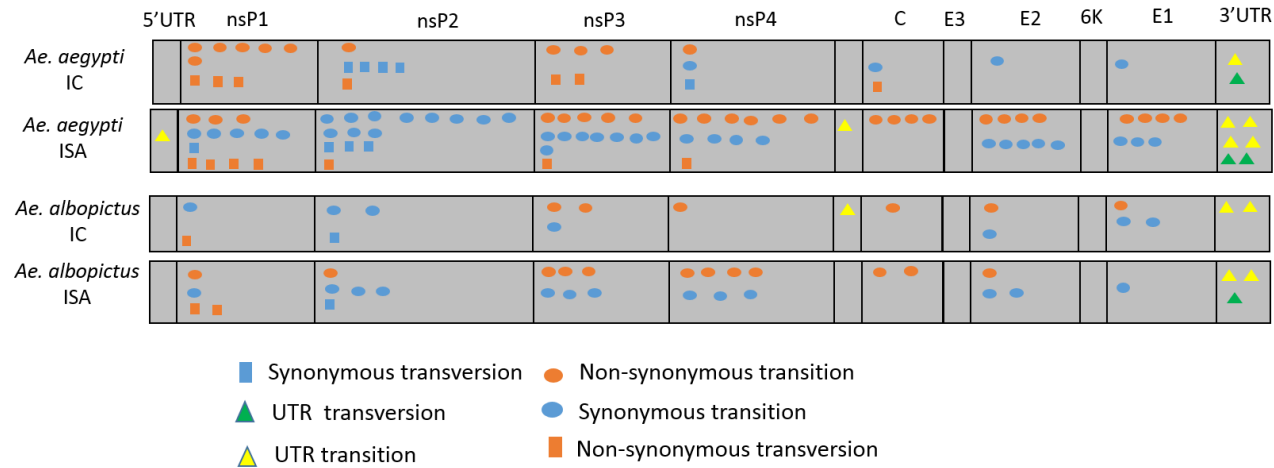 5’UTR nsP1 nsP2 nsP3 nsP4 C E3 E2 6K E1 3’UTR
Ae. aegypti
IC
Ae. aegypti
ISA
Ae. albopictus
IC
Ae. albopictus
ISA
Synonymous transversion
Non-synonymous transition
UTR transversion
Synonymous transition
UTR transition
Non-synonymous transversion